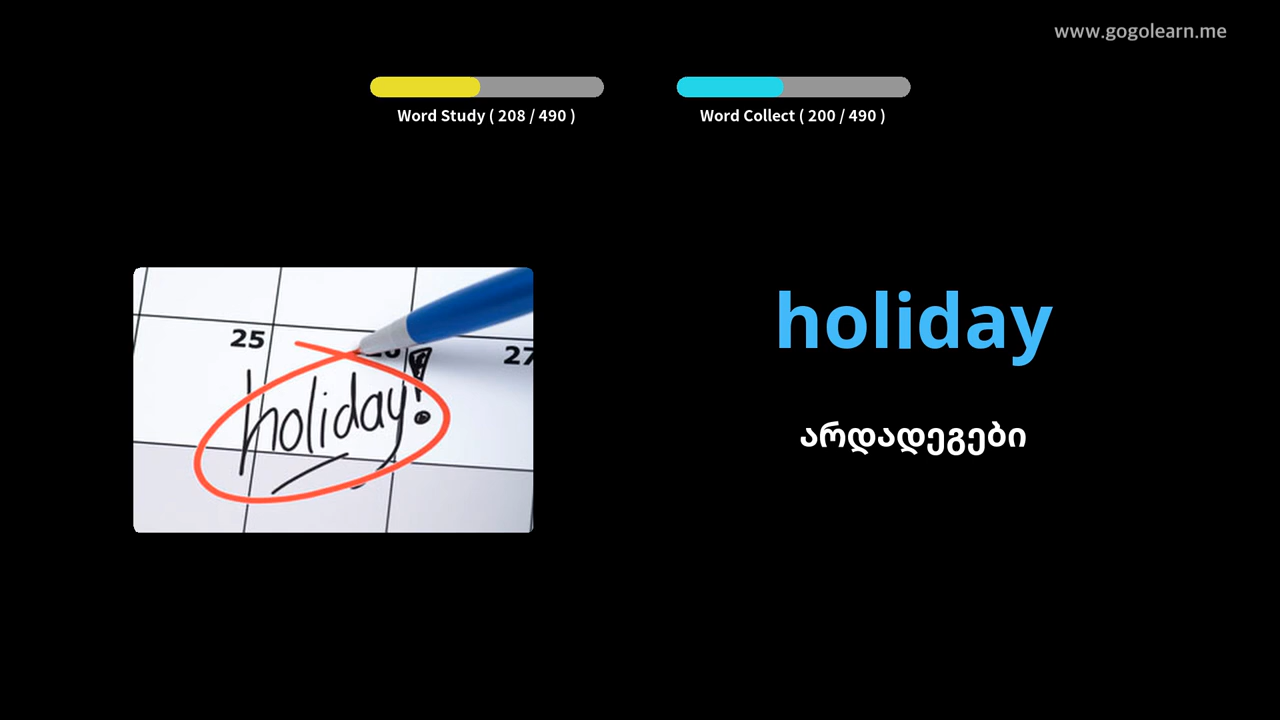 www.gogolearn.me
Word Study ( 208 / 490 )
Word Collect ( 200 / 490 )
25
27
holiday!
holiday
არდადეგები